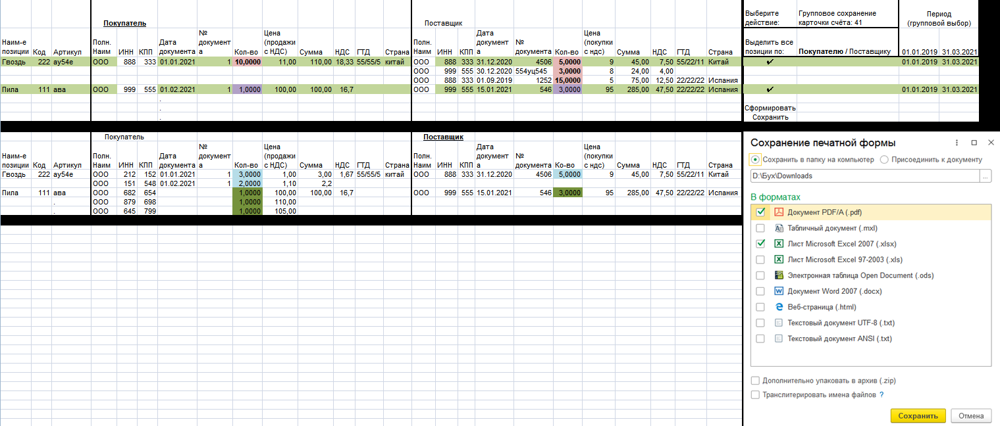 Покупатель Поставщик
Выберите действие: Групповое сохранение карточки счёта: 41 Период (групповой выбор)
Наим-е позиции Код Артикул Полн. Наим ИНН КПП Дата документа № документа Кол-во Цена (продажи с НДС) Сумма НДС ГТД Страна Полн. Наим ИНН КПП Дата документа № документа Кол-во Цена (покупки с ндс) Сумма НДС ГТД Страна Выделить все позиции по: Покупателю / Поставщику 01.01.2019 31.03.2021
Гвоздь 222 ау54е ООО 888 333 01.01.2021 1 10,0000 11,00 110,00 18,33 55/55/5 китай ООО 888 333 31.12.2020 4506 5,0000 9 45,00 7,50 55/22/11 Китай ✔ 01.01.2019 31.03.2021
ООО 999 555 30.12.2020 554уц545 3,0000 8 24,00 4,00
ООО 888 333 01.09.2019 1252 15,0000 5 75,00 12,50 22/22/22 Испания
Пила 111 ава ООО 999 555 01.02.2021 1 1,0000 100,00 100,00 16,7 ООО 999 555 15.01.2021 546 3,0000 95 285,00 47,50 22/22/22 Испания ✔ 01.01.2019 31.03.2021
.
. Сформировать
. Сохранить
Покупатель Поставщик
Наим-е позиции Код Артикул Полн. Наим ИНН КПП Дата документа № документа Кол-во Цена (продажи с НДС) Сумма НДС ГТД Страна Полн. Наим ИНН КПП Дата документа № документа Ко-во Цена (покупки с ндс) Сумма НДС ГТД Страна
Гвоздь 222 ау54е ООО 212 152 01.01.2021 1 3,0000 1,00 3,00 1,67 55/55/5 китай ООО 888 333 31.12.2020 4506 5,0000 9 45,00 7,50 55/22/11 Китай
ООО 151 548 01.02.2021 1 2,0000 1,10 2,2
Пила 111 ава ООО 682 654 1,0000 100,00 100,00 16,7 ООО 999 555 15.01.2021 546 3,0000 95 285,00 47,50 22/22/22 Испания
. ООО 879 698 1,0000 110,00
ООО 645 799 1,0000 105,00
Сохранение печатной формы
Сохранить в папку на компьютер Присоединить к документу
D:\Бух\Downloads ...
В форматах
Документ PDF/A (.pdf)
Табличный документ (.mxl)
Лист Microsoft Excel 2007 (.xlsx)
Лист Microsoft Excel 97-2003 (.xls)
Электронная таблица Open Document (.ods)
Документ Word 2007 (.docx)
Веб-страница (.html)
Текстовый документ UTF-8 (.txt)
Текстовый документ ANSI (.txt)
Дополнительно упаковать в архив (.zip)
Транслитерировать имена файлов ?
Сохранить Отмена